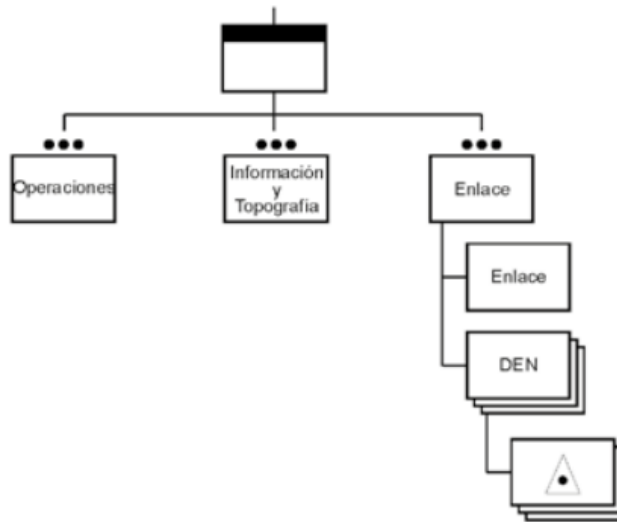 Operaciones
Información
y
Topografía
Enlace
Enlace
DEN